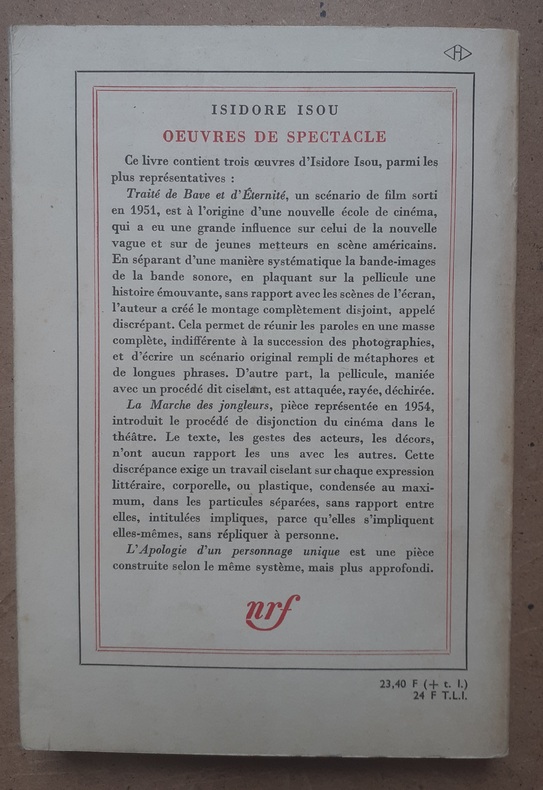 H
ISIDORE ISOU
OEUVRES DE SPECTACLE
Ce livre contient trois œuvres d'Isidore Isou, parmi les
plus représentatives :
Traité de Bave et d'Éternité, un scénario de film sorti
en 1951, est à l'origine d'une nouvelle école de cinéma,
qui a eu une grande influence sur celui de la nouvelle
vague et sur de jeunes metteurs en scène américains.
En séparant d'une manière systématique la bande-images
de la bande sonore, en plaquant sur la pellicule une
histoire émouvante, sans rapport avec les scènes de l'écran,
l'auteur a créé le montage complètement disjoint, appelé
discrépant. Cela permet de réunir les paroles en une masse
complète, indifférente à la succession des photographies,
et d'écrire un scénario original rempli de métaphores et
de longues phrases. D'autre part, la pellicule, maniée
avec un procédé dit ciselant, est attaquée, rayée, déchirée.
La Marche des jongleurs, pièce représentée en 1954,
introduit le procédé de disjonction du cinéma dans le
théâtre. Le texte, les gestes des acteurs, les décors,
n'ont aucun rapport les uns avec les autres. Cette
discrépance exige un travail ciselant sur chaque expression
littéraire, corporelle, ou plastique, condensée au maxi-
mum, dans les particules séparées, sans rapport entre
elles, intitulées impliques, parce qu'elles s'impliquent
elles-mêmes, sans répliquer à personne.
L'Apologie d'un personnage unique est une pièce
construite selon le même système, mais plus approfondi.
nrf
23,40 F (+ t. l.)
24 F T.L.I.